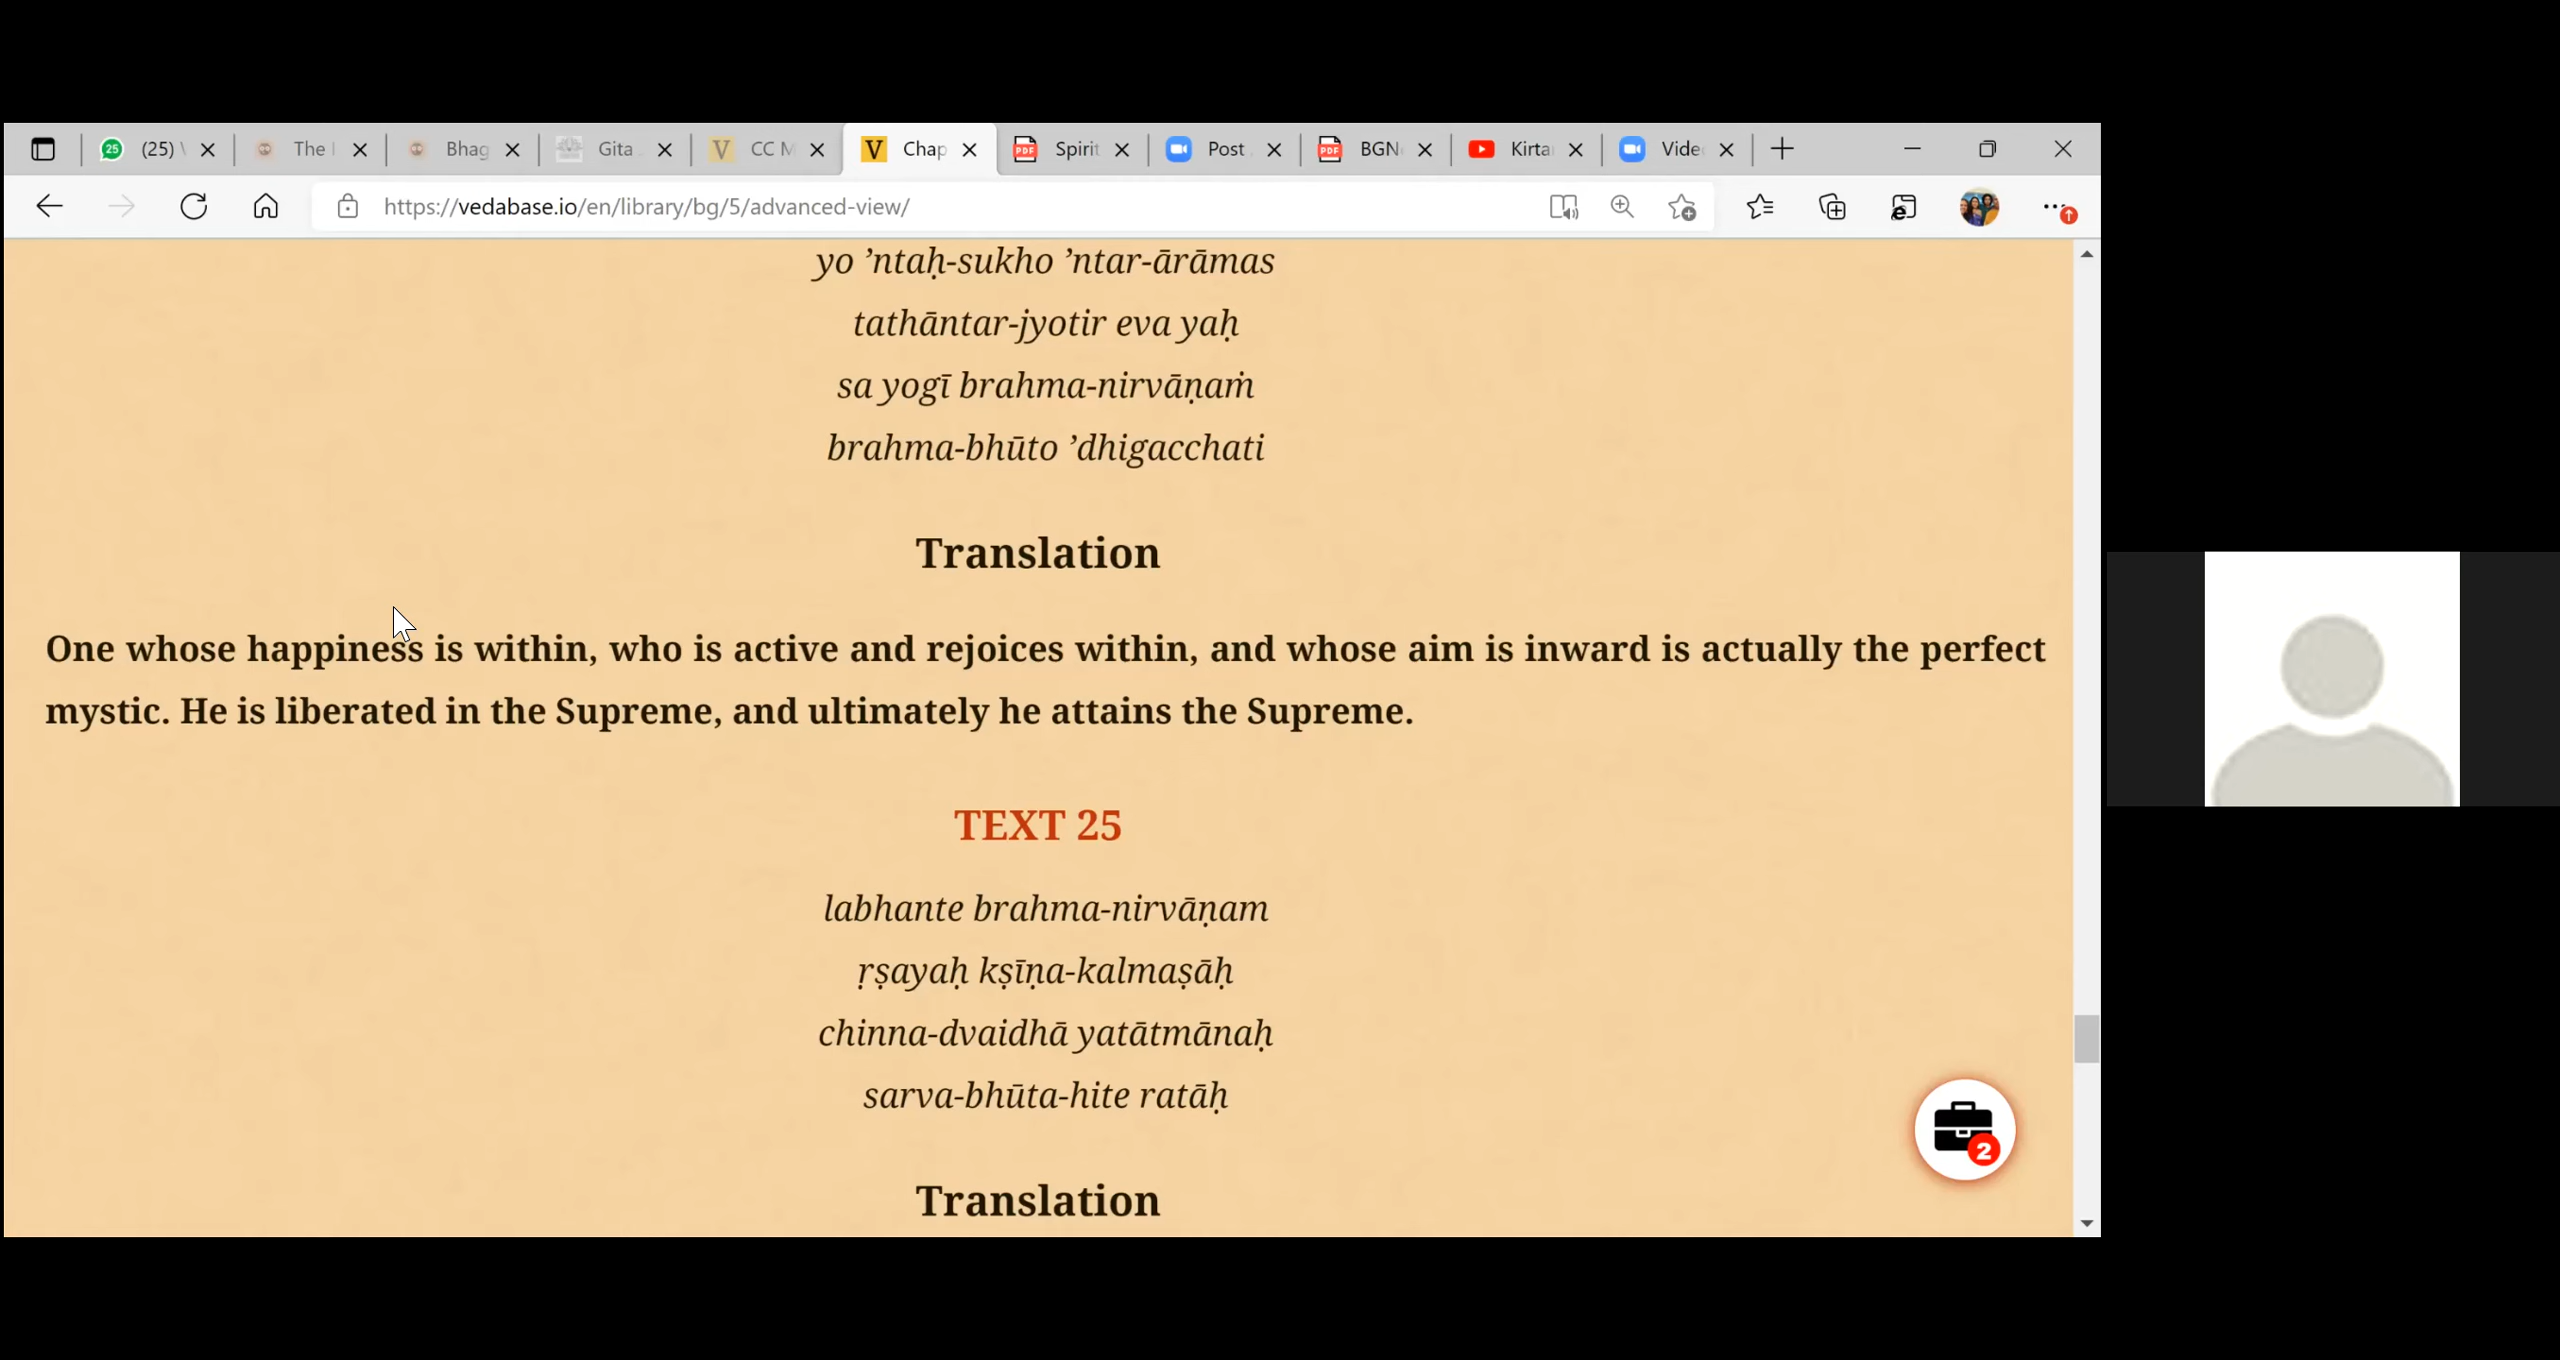 25 (25) The Bhag Gita CC M V Chap PDF Spirit Post PDF BGN Kirta Vide
https://vedabase.io/en/library/bg/5/advanced-view/
yo ’ntaḥ-sukho ’ntar-ārāmas
tathāntar-jyotir eva yaḥ
sa yogī brahma-nirvāṇaṁ
brahma-bhūto ’dhigacchati
Translation
One whose happiness is within, who is active and rejoices within, and whose aim is inward is actually the perfect
mystic. He is liberated in the Supreme, and ultimately he attains the Supreme.
TEXT 25
labhante brahma-nirvāṇam
ṛṣayaḥ kṣīṇa-kalmaṣāḥ
chinna-dvaidhā yatātmānaḥ
sarva-bhūta-hite ratāḥ
2
Translation